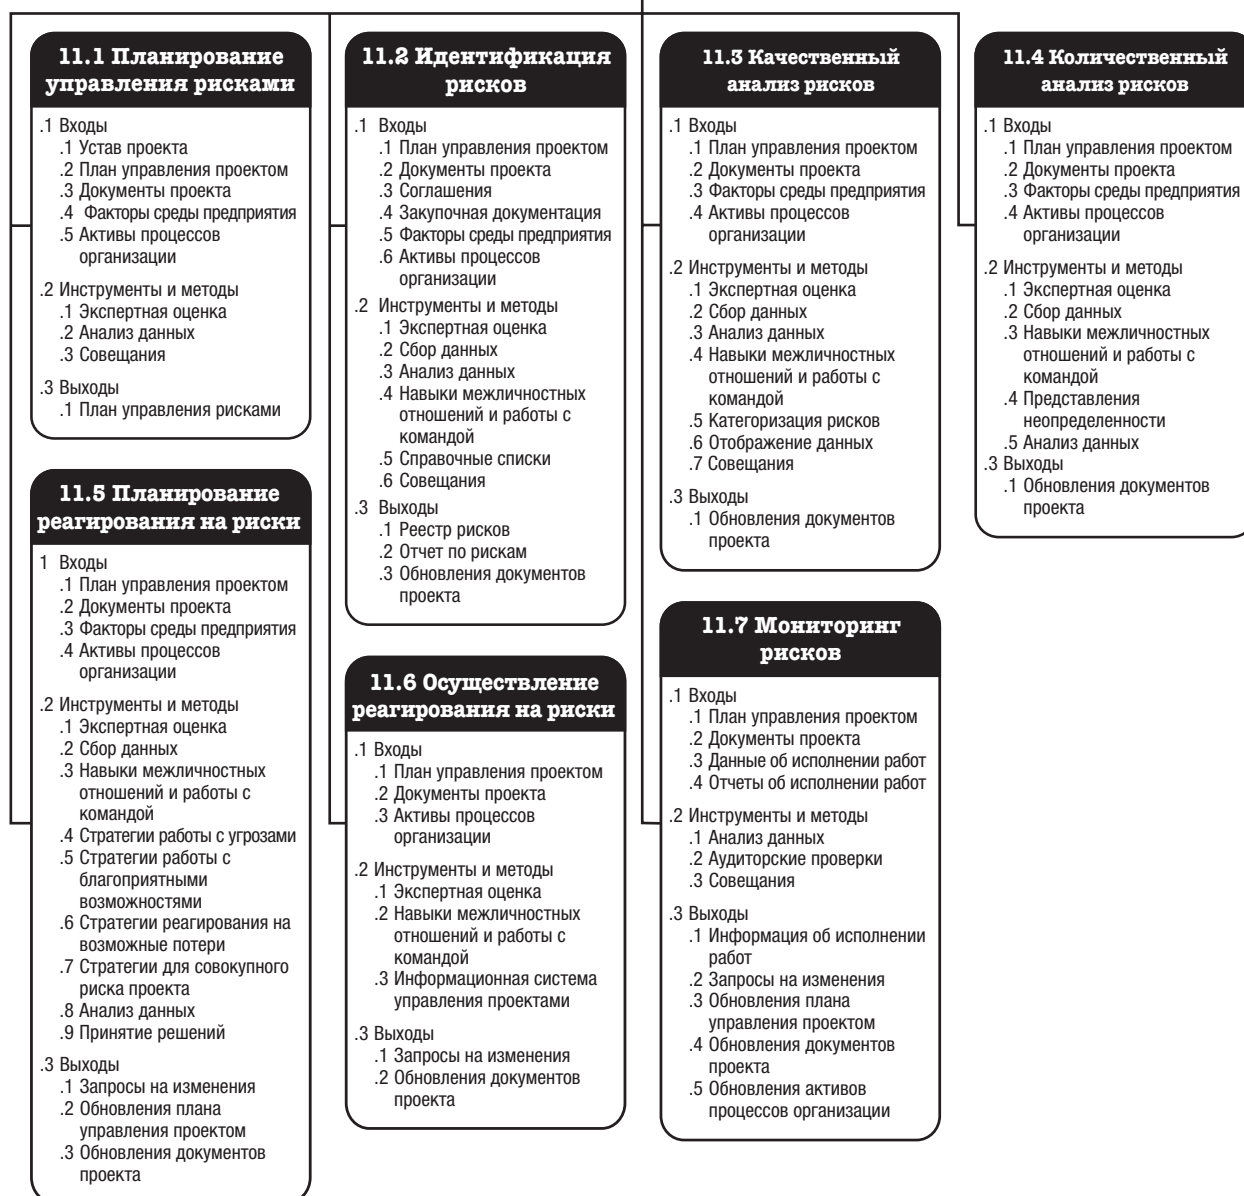 11.1 Планирование
управления рисками
.1 Входы
.1 Устав проекта
.2 План управления проектом
.3 Документы проекта
.4 Факторы среды предприятия
.5 Активы процессов
организации
.2 Инструменты и методы
.1 Экспертная оценка
.2 Анализ данных
.3 Совещания
.3 Выходы
.1 План управления рисками
11.2 Идентификация
рисков
.1 Входы
.1 План управления проектом
.2 Документы проекта
.3 Соглашения
.4 Закупочная документация
.5 Факторы среды предприятия
.6 Активы процессов
организации
.2 Инструменты и методы
.1 Экспертная оценка
.2 Сбор данных
.3 Анализ данных
.4 Навыки межличностных
отношений и работы с
командой
.5 Справочные списки
.6 Совещания
.3 Выходы
.1 Реестр рисков
.2 Отчет по рискам
.3 Обновления документов
проекта
11.3 Качественный
анализ рисков
.1 Входы
.1 План управления проектом
.2 Документы проекта
.3 Факторы среды предприятия
.4 Активы процессов
организации
.2 Инструменты и методы
.1 Экспертная оценка
.2 Сбор данных
.3 Анализ данных
.4 Навыки межличностных
отношений и работы с
командой
.5 Категоризация рисков
.6 Отображение данных
.7 Совещания
.3 Выходы
.1 Обновления документов
проекта
11.4 Количественный
анализ рисков
.1 Входы
.1 План управления проектом
.2 Документы проекта
.3 Факторы среды предприятия
.4 Активы процессов
организации
.2 Инструменты и методы
.1 Экспертная оценка
.2 Сбор данных
.3 Навыки межличностных
отношений и работы с
командой
.4 Представления
неопределенности
.5 Анализ данных
.3 Выходы
.1 Обновления документов
проекта
11.5 Планирование
реагирования на риски
1 Входы
.1 План управления проектом
.2 Документы проекта
.3 Факторы среды предприятия
.4 Активы процессов
организации
.2 Инструменты и методы
.1 Экспертная оценка
.2 Сбор данных
.3 Навыки межличностных
отношений и работы с
командой
.4 Стратегии работы с угрозами
.5 Стратегии работы с
благоприятными
возможностями
.6 Стратегии реагирования на
возможные потери
.7 Стратегии для совокупного
риска проекта
.8 Анализ данных
.9 Принятие решений
.3 Выходы
.1 Запросы на изменения
.2 Обновления плана
управления проектом
.3 Обновления документов
проекта
11.6 Осуществление
реагирования на риски
.1 Входы
.1 План управления проектом
.2 Документы проекта
.3 Активы процессов
организации
.2 Инструменты и методы
.1 Экспертная оценка
.2 Навыки межличностных
отношений и работы с
командой
.3 Информационная система
управления проектами
.3 Выходы
.1 Запросы на изменения
.2 Обновления документов
проекта
11.7 Мониторинг
рисков
.1 Входы
.1 План управления проектом
.2 Документы проекта
.3 Данные об исполнении работ
.4 Отчеты об исполнении работ
.2 Инструменты и методы
.1 Анализ данных
.2 Аудиторские проверки
.3 Совещания
.3 Выходы
.1 Информация об исполнении
работ
.2 Запросы на изменения
.3 Обновления плана
управления проектом
.4 Обновления документов
проекта
.5 Обновления активов
процессов организации